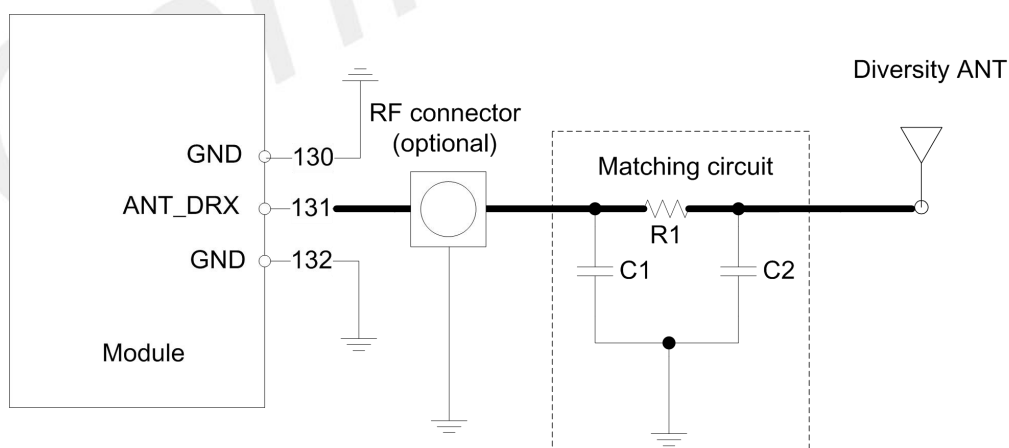 Diversity ANT
RF connector
(optional)
Matching circuit
GND
130
ANT_DRX
131
R1
GND
132
C1
C2
Module